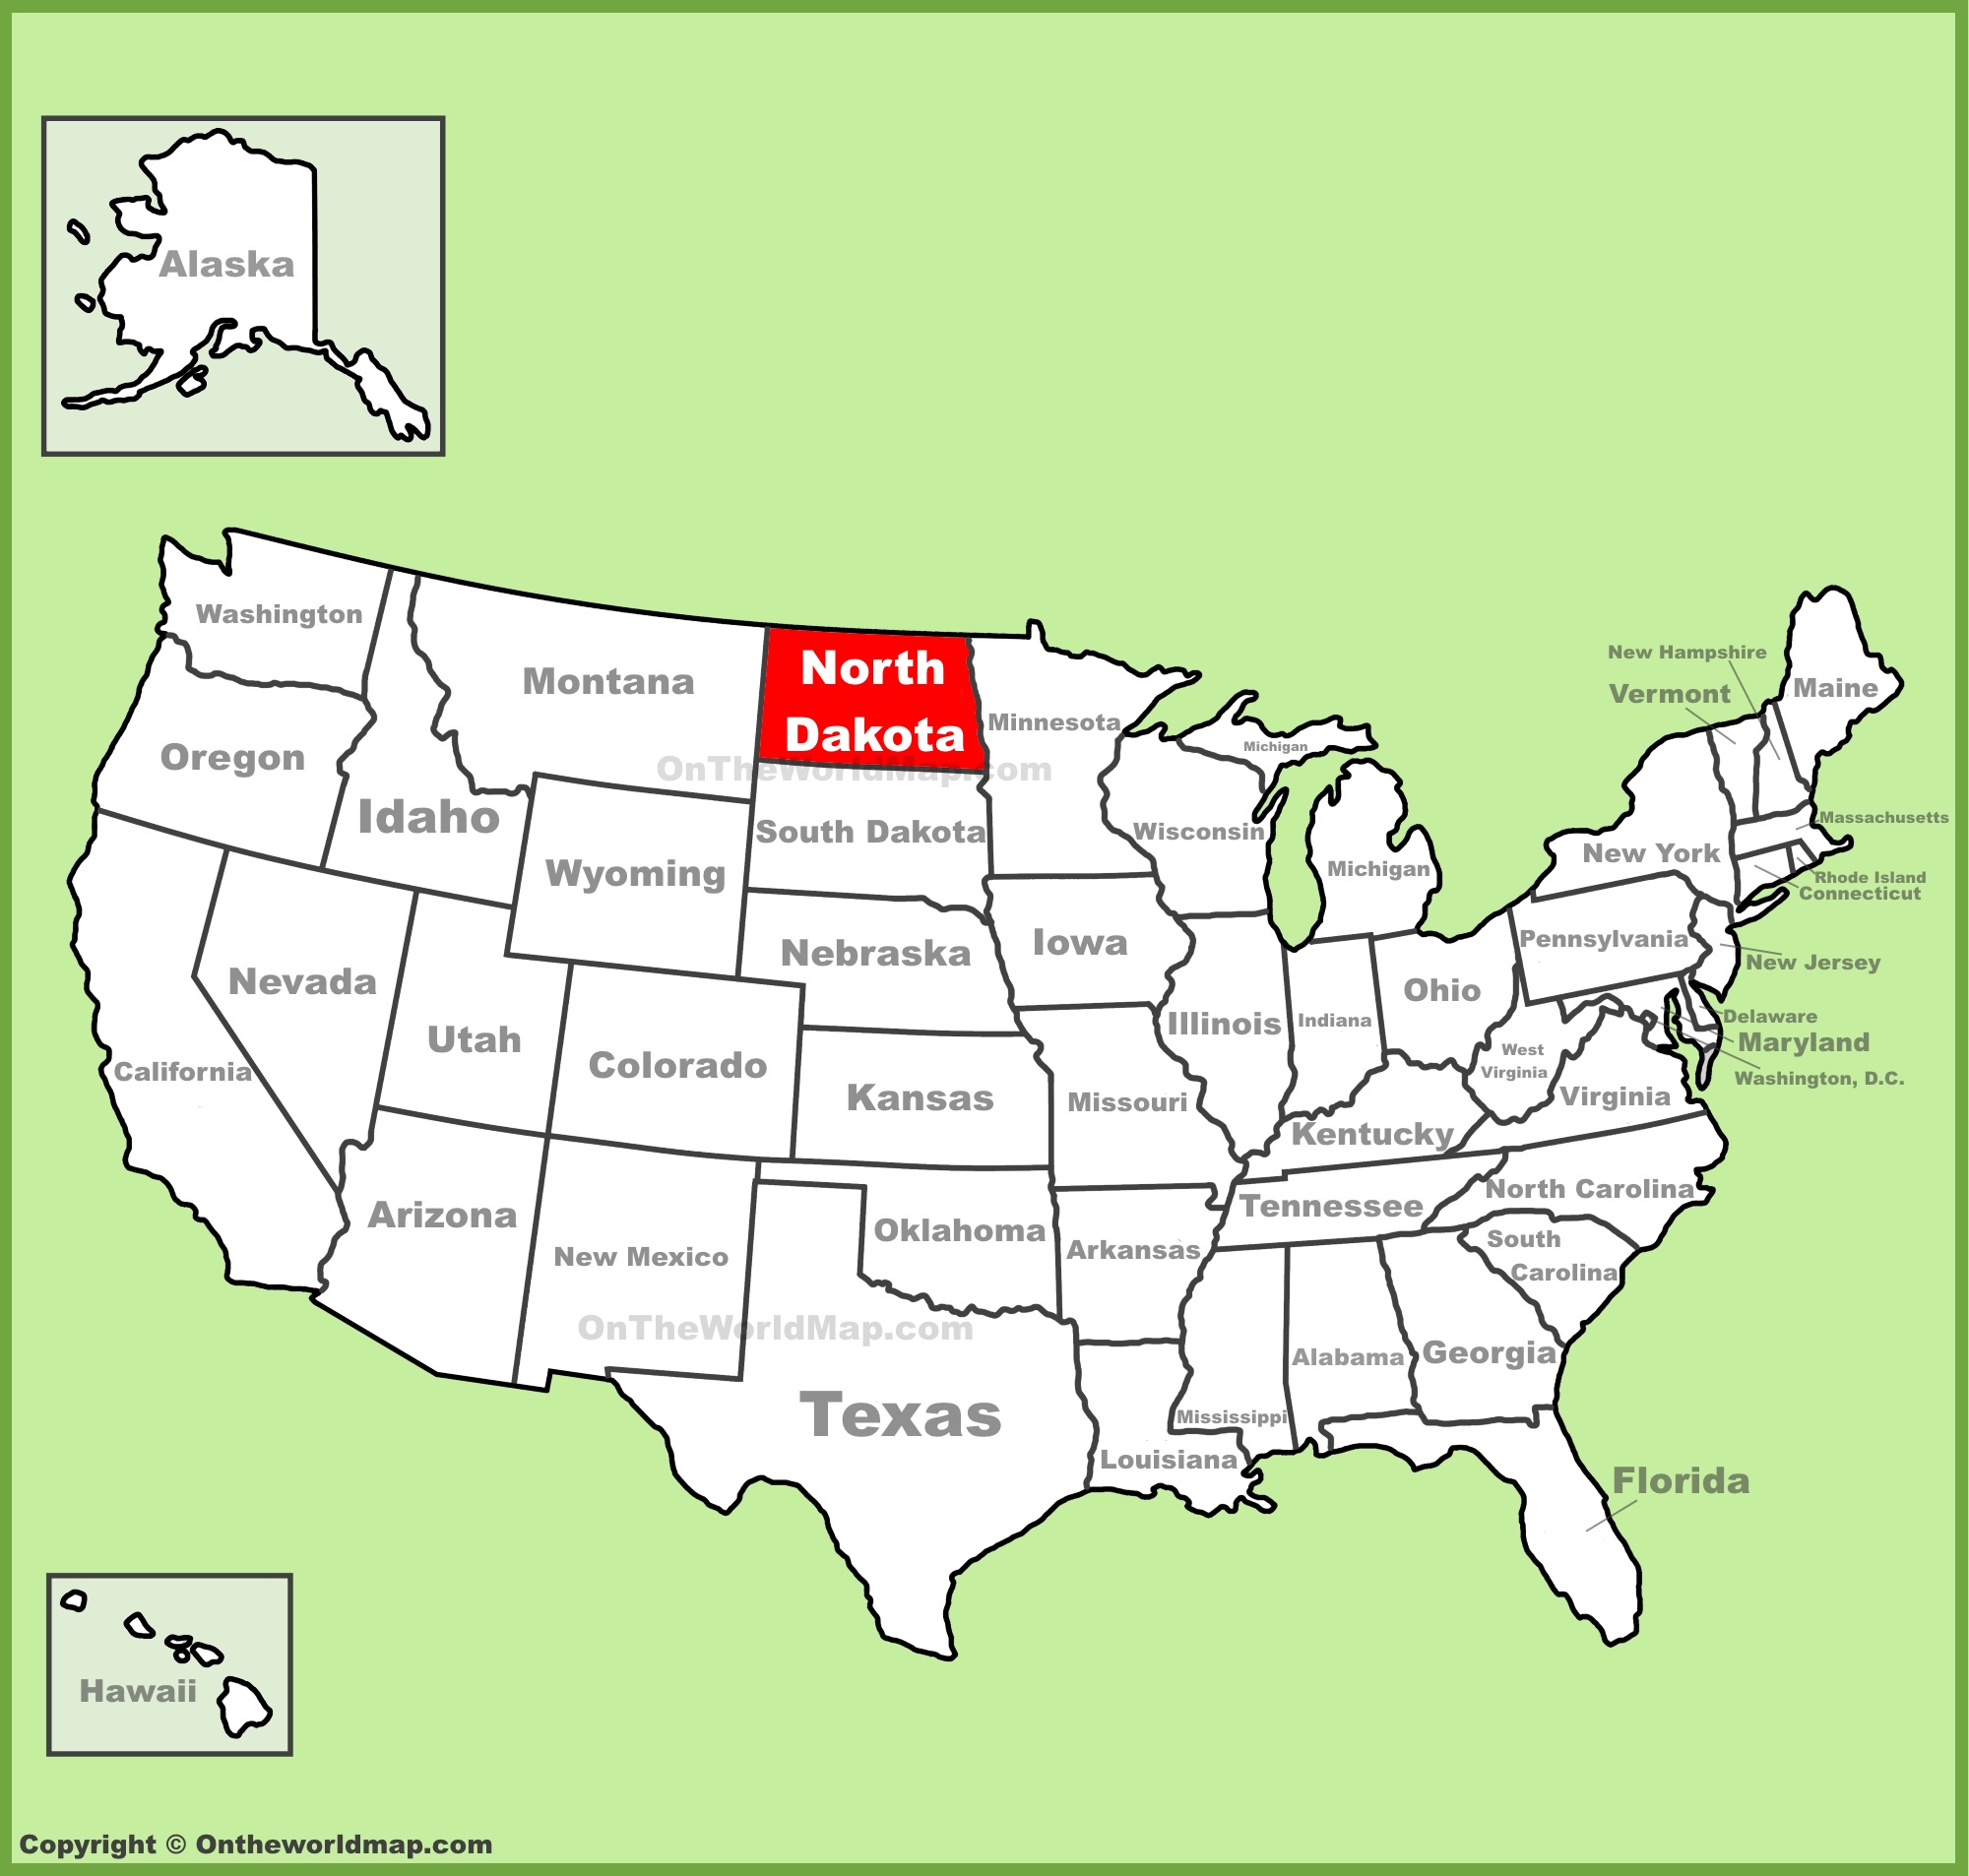 Alaska
Washington
Montana
North
Dakota
Minnesota
New Hampshire
Vermont
Maine
Oregon
OnTheWorldMap.com
Michigan
Idaho
South Dakota
Wisconsin
Massachusetts
Wyoming
Michigan
New York
Rhode Island
Connecticut
Nebraska
Iowa
Pennsylvania
New Jersey
Nevada
Ohio
Illinois
Indiana
Delaware
Utah
Maryland
California
Colorado
West
Virginia
Washington, D.C.
Kansas
Missouri
Virginia
Kentucky
Arizona
Tennessee
North Carolina
New Mexico
Oklahoma
Arkansas
South
Carolina
OnTheWorldMap.com
Texas
Alabama
Georgia
Mississippi
Louisiana
Florida
Hawaii
Copyright © Ontheworldmap.com